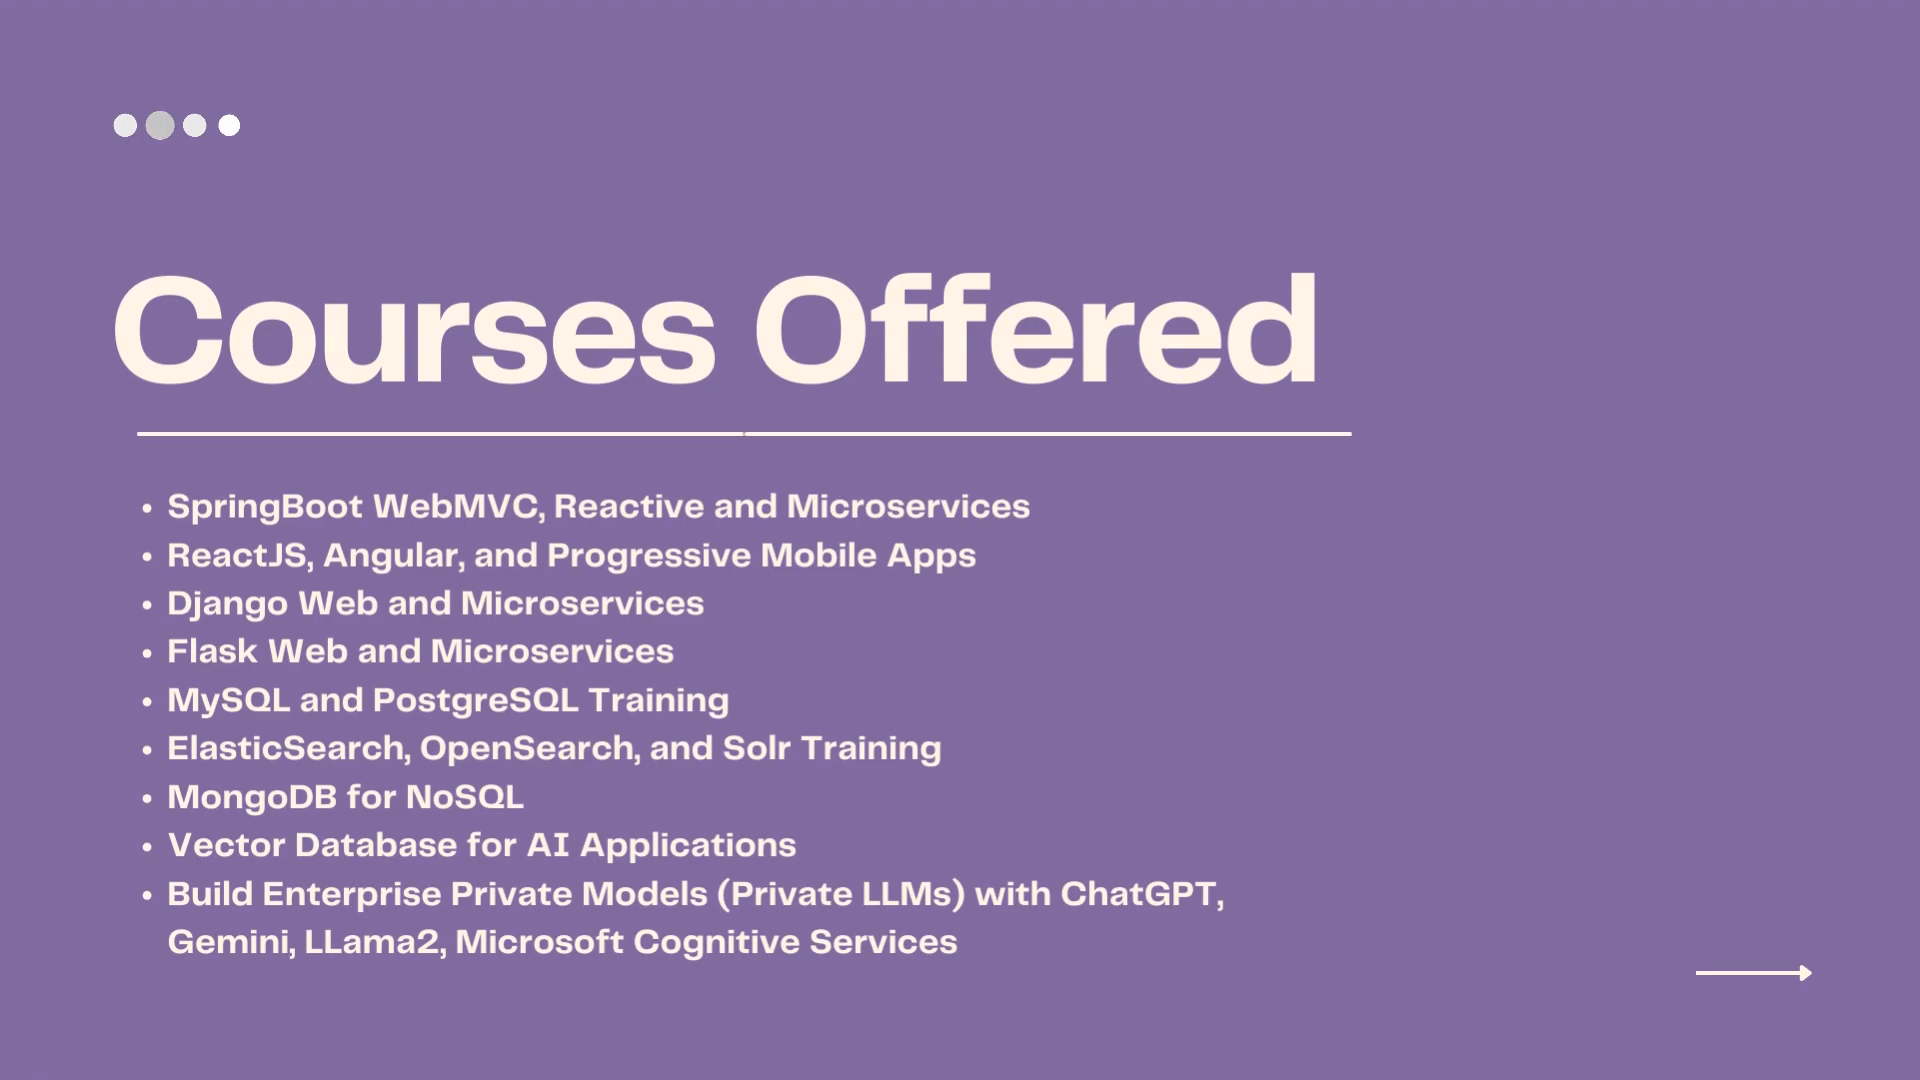 Courses Offered
• SpringBoot WebMVC, Reactive and Microservices
• ReactJS, Angular, and Progressive Mobile Apps
• Django Web and Microservices
• Flask Web and Microservices
• MySQL and PostgreSQL Training
• ElasticSearch, OpenSearch, and Solr Training
• MongoDB for NoSQL
• Vector Database for AI Applications
• Build Enterprise Private Models (Private LLMs) with ChatGPT,
Gemini, LLama2, Microsoft Cognitive Services